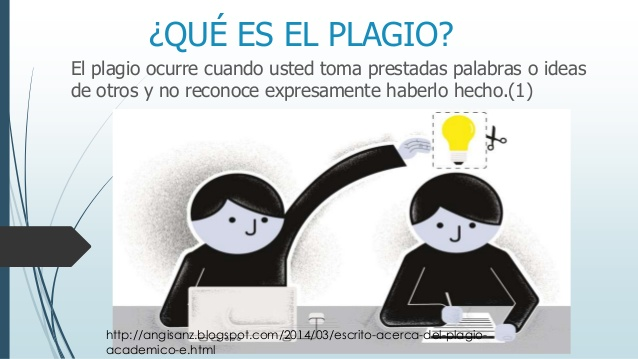 ¿QUÉ ES EL PLAGIO?
El plagio ocurre cuando usted toma prestadas palabras o ideas
de otros y no reconoce expresamente haberlo hecho.(1)
http://angisanz.blogspot.com/2014/03/escrito-acerca-del-plagio-
academico-e.html